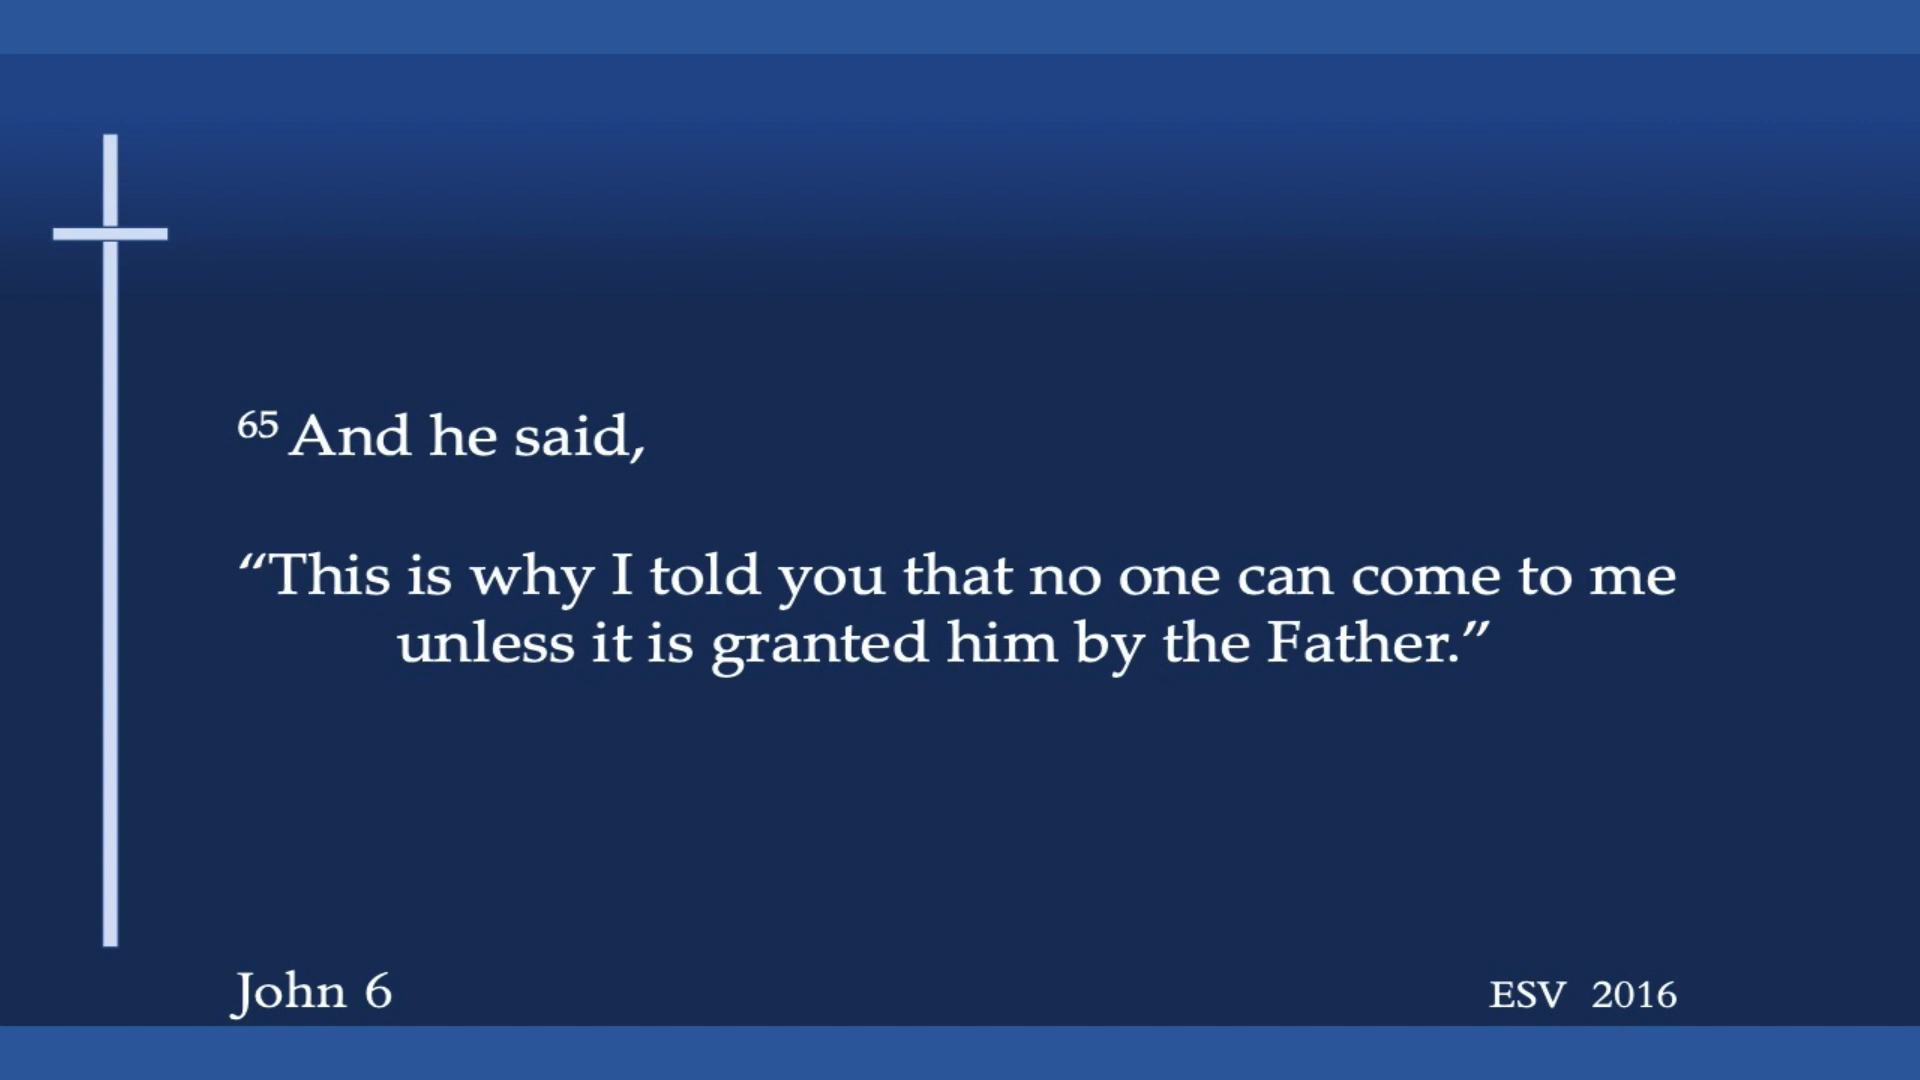 65 And he said,
“This is why I told you that no one can come to me
unless it is granted him by the Father.”
John 6
ESV 2016